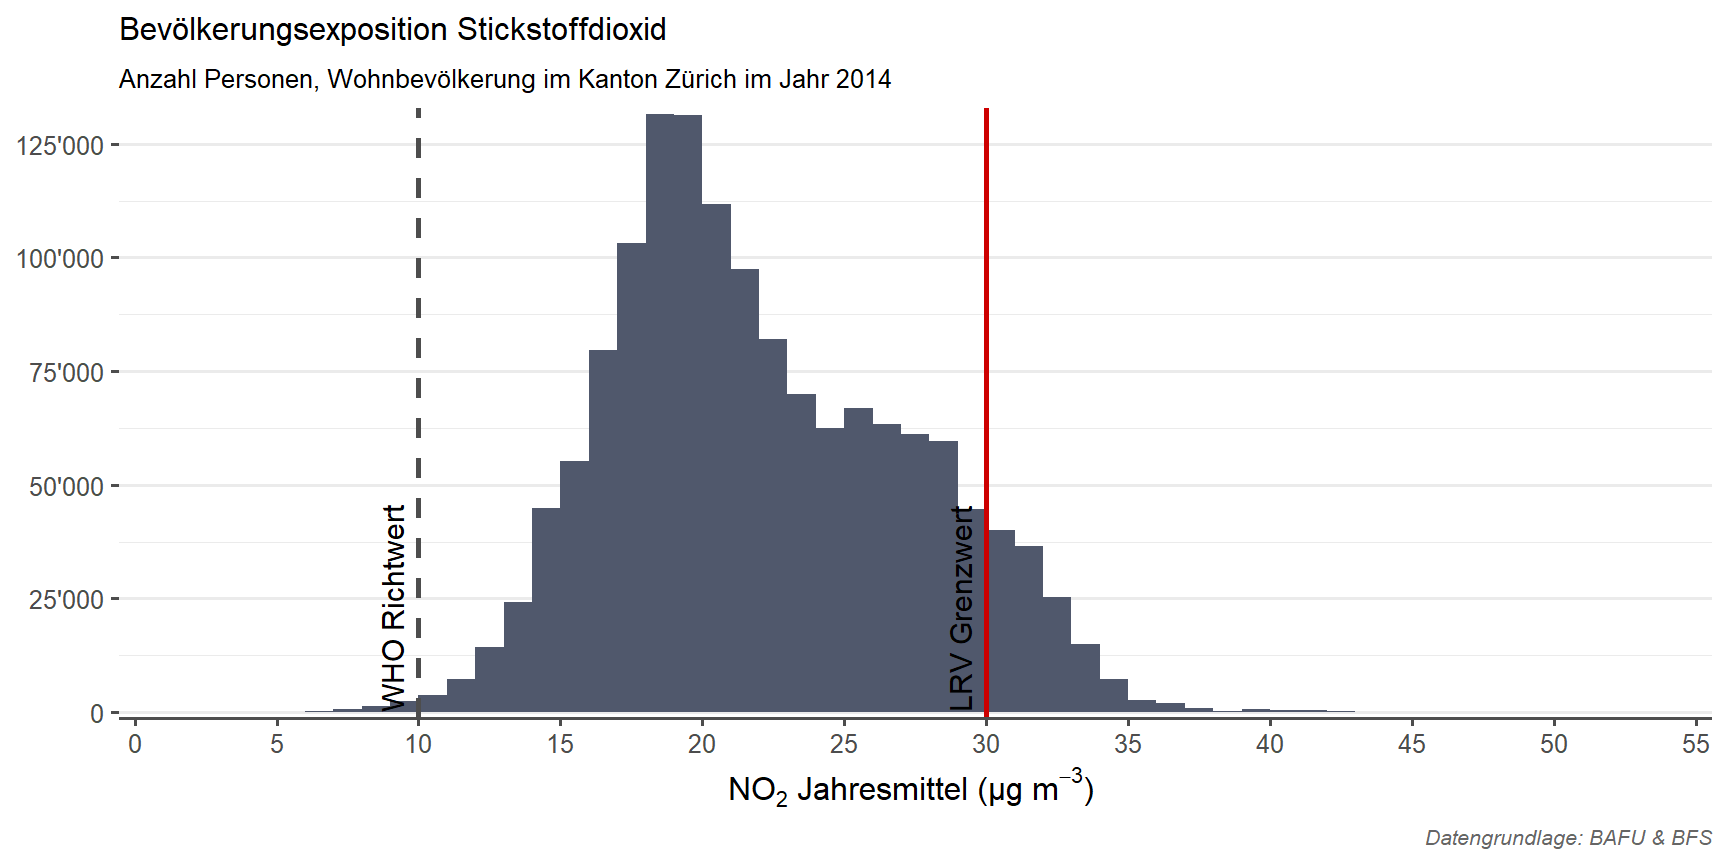 Bevölkerungsexposition Stickstoffdioxid
Anzahl Personen, Wohnbevölkerung im Kanton Zürich im Jahr 2014
125'000
100'000
75'000
50'000
25'000
0
WHO Richtwert
LRV Grenzwert
0 5 10 15 20 25 30 35 40 45 50 55
NO₂ Jahresmittel (µg m⁻³)
Datengrundlage: BAFU & BFS